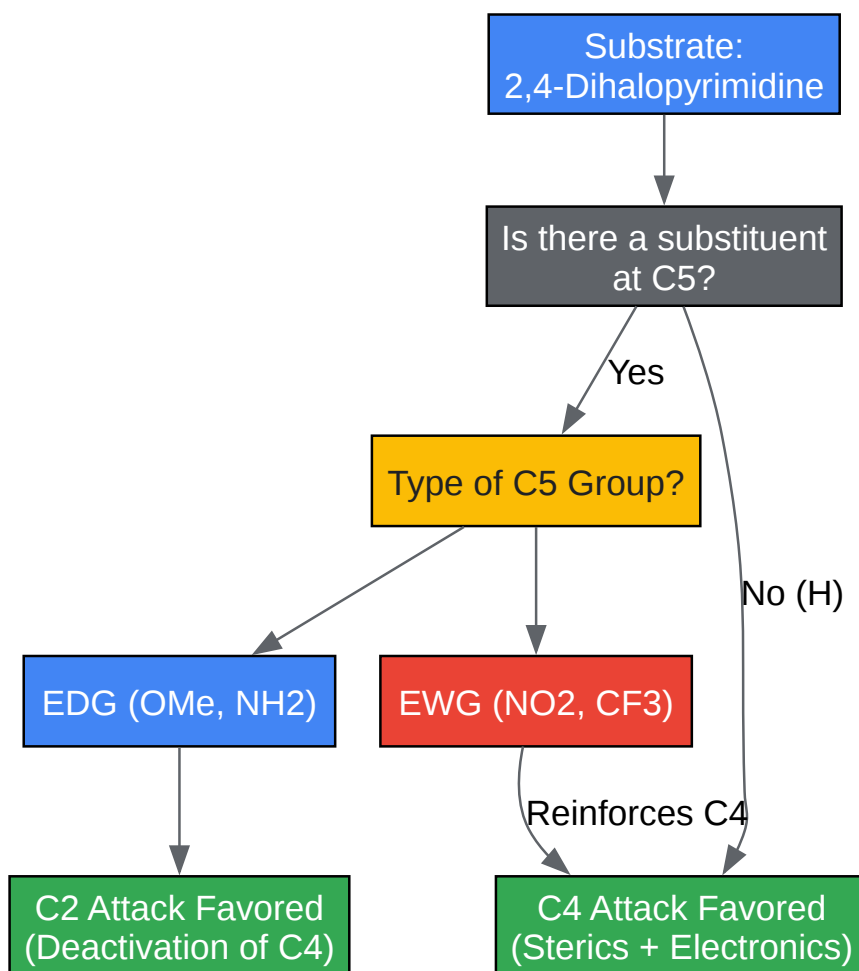 Substrate:
2,4-Dihalopyrimidine
Is there a substituent
at C5?
Yes
Type of C5 Group?
No (H)
EDG (OMe, NH2)
EWG (NO2, CF3)
Reinforces C4
C2 Attack Favored
(Deactivation of C4)
C4 Attack Favored
(Sterics + Electronics)